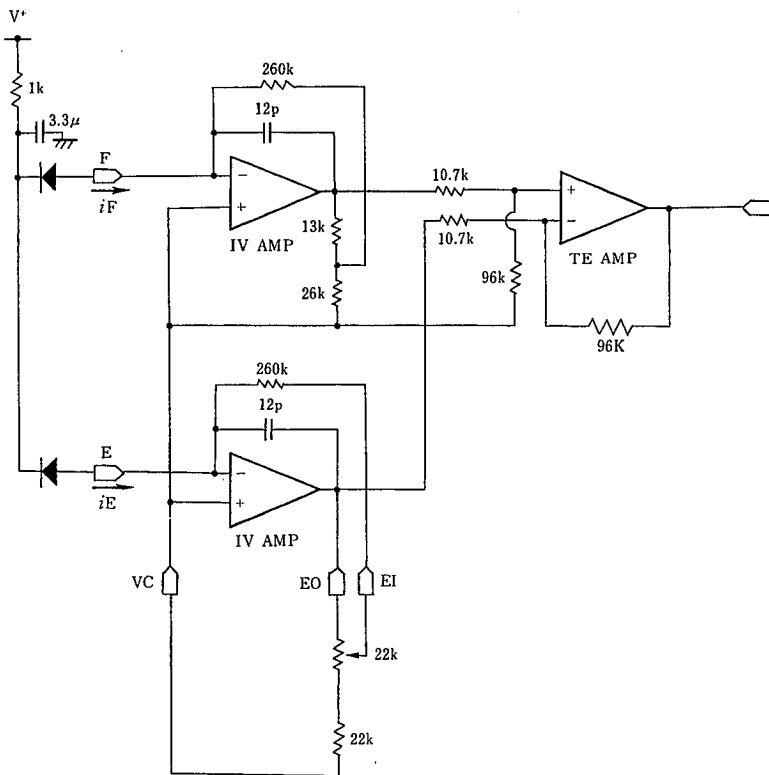 V+
1k
3.3μ
F
iF
260k
12p
−
+
IV AMP
13k
26k
10.7k
10.7k
96k
+
−
TE AMP
96K
260k
12p
E
iE
−
+
IV AMP
VC
EO
EI
22k
22k